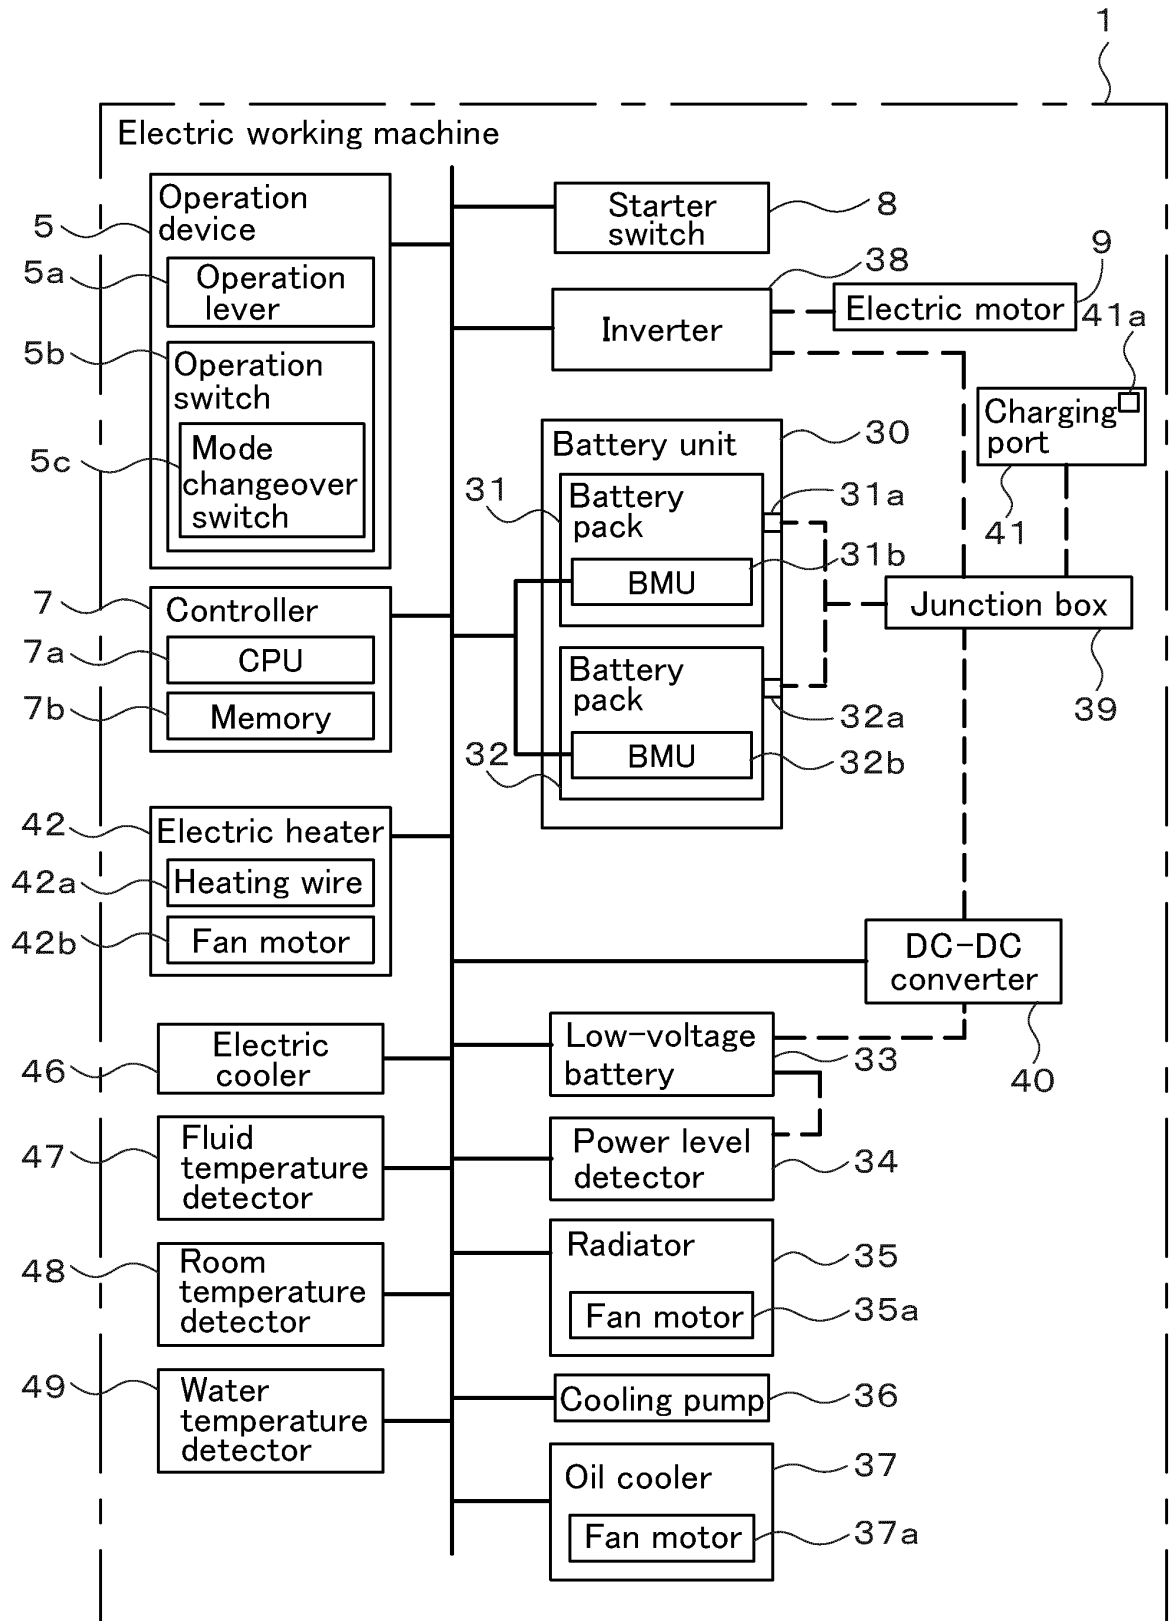 1
Electric working machine
Operation
device
5
5a
Operation
lever
5b
Operation
switch
5c
Mode
changeover
switch
7
Controller
7a
CPU
7b
Memory
42
Electric heater
42a
Heating wire
42b
Fan motor
46
Electric
cooler
47
Fluid
temperature
detector
48
Room
temperature
detector
49
Water
temperature
detector
Starter
switch
8
38
Inverter
9
Electric motor
41a
Charging
port
41
Battery unit
30
31
Battery
pack
31a
31b
BMU
Junction box
39
Battery
pack
32a
32
BMU
32b
DC-DC
converter
40
Low-voltage
battery
33
Power level
detector
34
Radiator
35
Fan motor
35a
Cooling pump
36
Oil cooler
37
Fan motor
37a